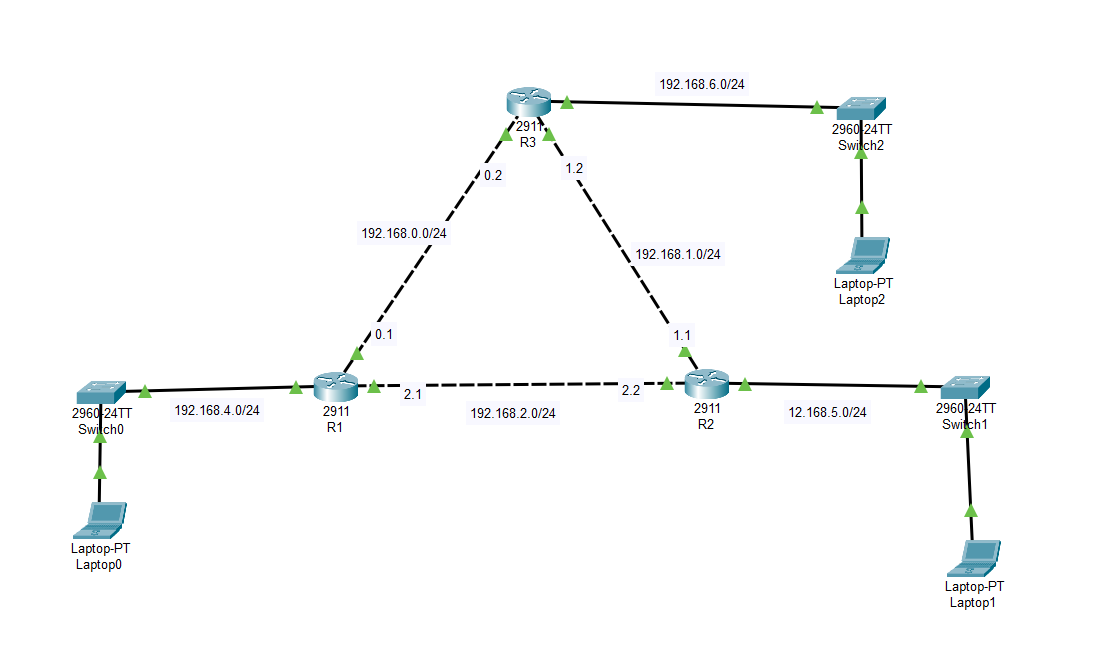 192.168.6.0/24
2911
R3
2960-24TT
Switch2
0.2
1.2
192.168.0.0/24
192.168.1.0/24
Laptop-PT
Laptop2
0.1
1.1
2.1
2.2
2960-24TT
Switch0
192.168.4.0/24
2911
R1
192.168.2.0/24
2911
R2
12.168.5.0/24
2960-24TT
Switch1
Laptop-PT
Laptop0
Laptop-PT
Laptop1